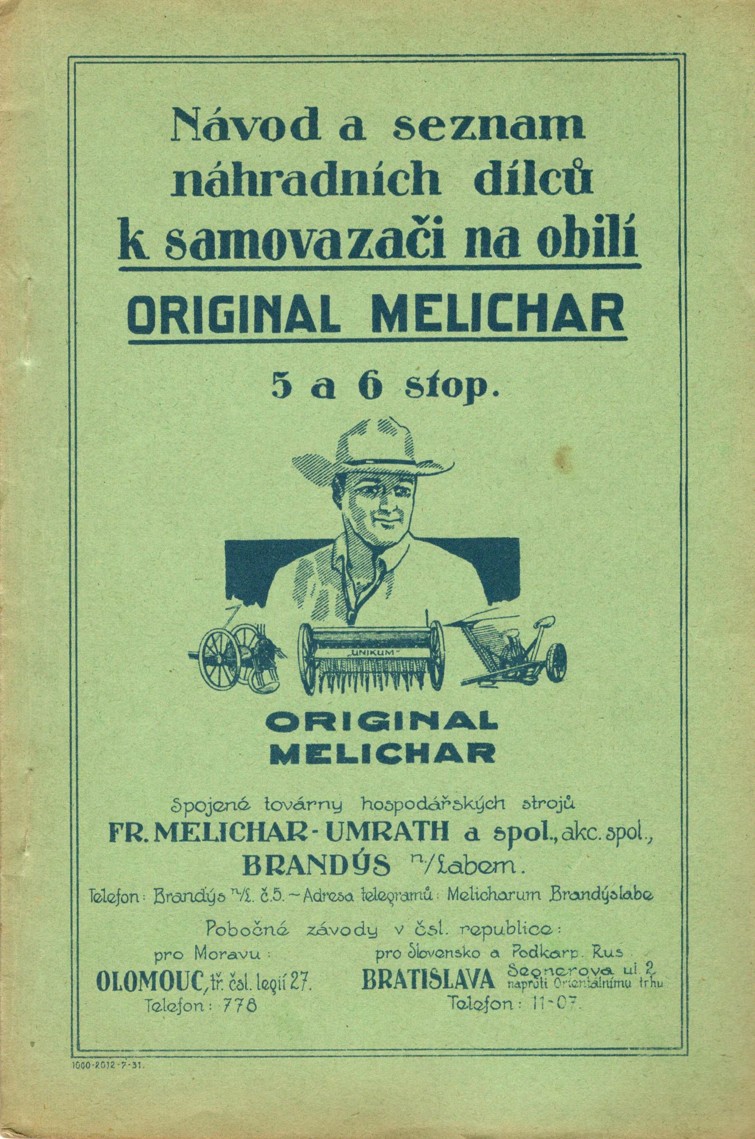 Návod a seznam
náhradních dílců
k samovazači na obilí
ORIGINAL MELICHAR
5 a 6 stop.
„UNIKUM“
ORIGINAL
MELICHAR
Spojené továrny hospodářských strojů
FR. MELICHAR - UMRATH a spol., akc. spol.,
BRANDÝS n/Labem.
Telefon: Brandýs n/L. č. 5. – Adresa telegramů: Melicharum Brandýslabe
Pobočné závody v čsl. republice:
pro Moravu:
OLOMOUC, tř. čsl. legií 27.
Telefon: 778
pro Slovensko a Podkarp. Rus
BRATISLAVA Segnerova ul. 2
naproti Orientálnímu trhu
Telefon: 11-07.
1000-2012-7-31.